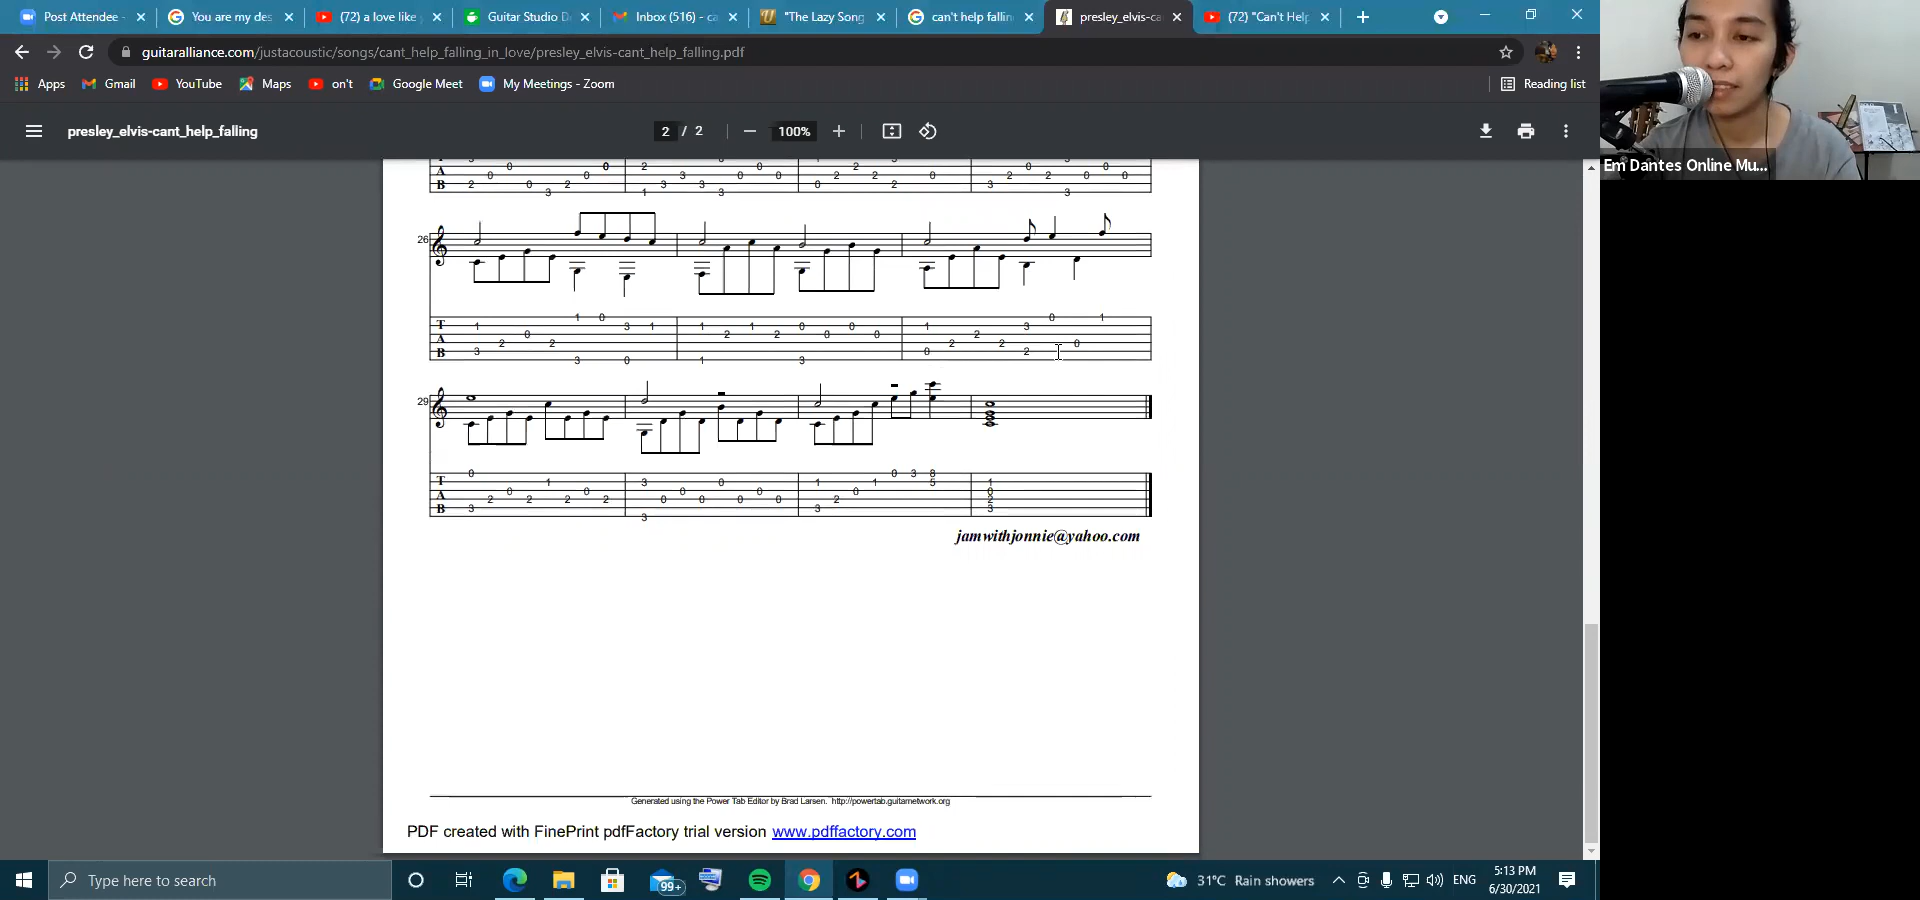 Post Attendee -
You are my des
(72) a love like
Guitar Studio D
Inbox (516) - ca
"The Lazy Song
can't help fallin
presley_elvis-ca
(72) "Can't Help
guitaralliance.com/justacoustic/songs/cant_help_falling_in_love/presley_elvis-cant_help_falling.pdf
Apps
Gmail
YouTube
Maps
on't
Google Meet
My Meetings - Zoom
Reading list
presley_elvis-cant_help_falling
2 / 2
100%
Em Dantes Online Mu...
26
T
A
B
29
T
A
B
jamwithjonnie@yahoo.com
Generated using the Power Tab Editor by Brad Larsen. http://powertab.guitarnetwork.org
PDF created with FinePrint pdfFactory trial version www.pdffactory.com
Type here to search
99+
31°C Rain showers
ENG
5:13 PM
6/30/2021